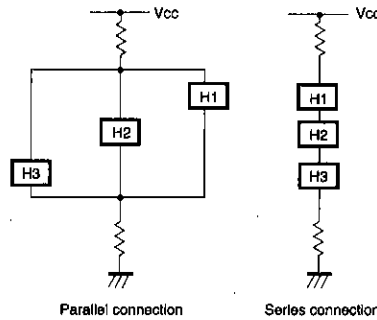 Vcc
Vcc
H1
H2
H3
H1
H2
H3
Parallel connection
Series connection